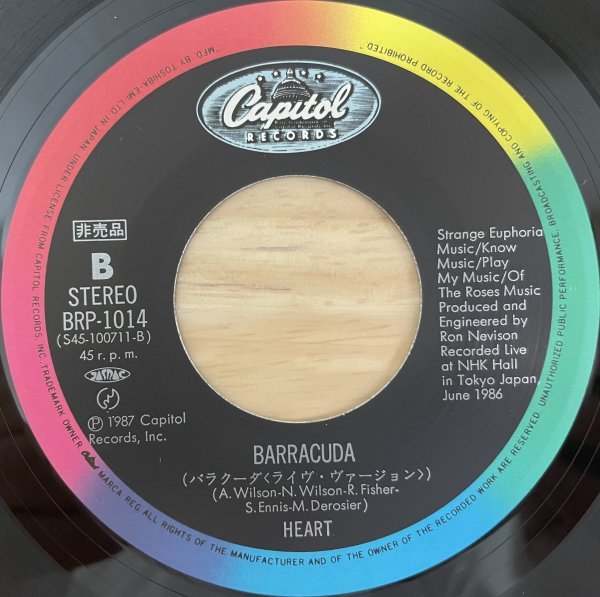 Capitol
RECORDS
"MFD BY TOSHIBA-EMI LTD. IN JAPAN UNDER LICENSE FROM CAPITOL RECORDS, INC. TRADEMARK OWNER
MARCA REG ALL RIGHTS OF THE MANUFACTURER AND OF THE OWNER OF THE RECORDED WORK RESERVED. UNAUTHORIZED PUBLIC PERFORMANCE, BROADCASTING AND COPYING OF THE RECORD PROHIBITED"
非売品
B
STEREO
BRP-1014
(S45-100711-B)
45 r. p. m.
JASRAC
Ⓟ 1987 Capitol
Records, Inc.
Strange Euphoria
Music/Know
Music/Play
My Music/Of
The Roses Music
Produced and
Engineered by
Ron Nevison
Recorded Live
at NHK Hall
in Tokyo Japan,
June 1986
BARRACUDA
(バラクーダ〈ライヴ・ヴァージョン〉)
(A. Wilson-N. Wilson-R. Fisher-
S. Ennis-M. Derosier)
HEART